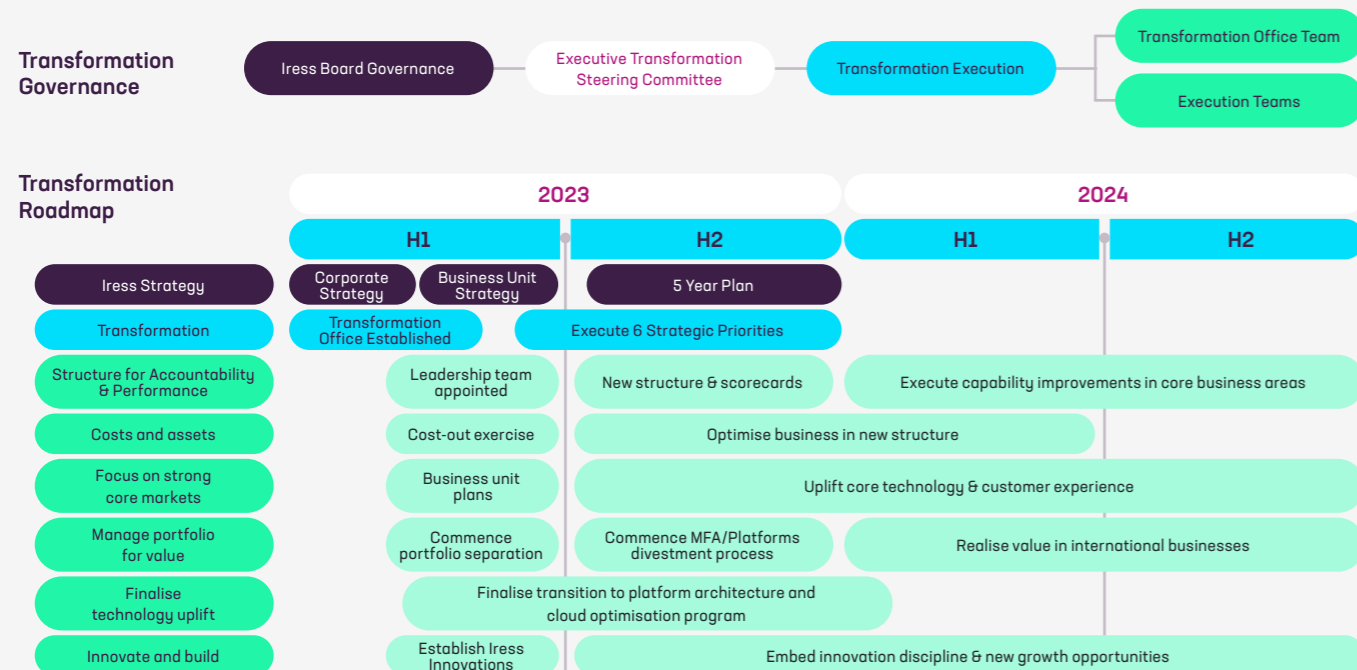 Transformation
Governance
Iress Board Governance
Executive Transformation
Steering Committee
Transformation Execution
Transformation Office Team
Execution Teams
Transformation
Roadmap
2023
2024
H1
H2
H1
H2
Iress Strategy
Corporate
Strategy
Business Unit
Strategy
5 Year Plan
Transformation
Transformation
Office Established
Execute 6 Strategic Priorities
Structure for Accountability
& Performance
Leadership team
appointed
New structure & scorecards
Execute capability improvements in core business areas
Costs and assets
Cost-out exercise
Optimise business in new structure
Focus on strong
core markets
Business unit
plans
Uplift core technology & customer experience
Manage portfolio
for value
Commence
portfolio separation
Commence MFA/Platforms
divestment process
Realise value in international businesses
Finalise
technology uplift
Finalise transition to platform architecture and
cloud optimisation program
Innovate and build
Establish Iress
Innovations
Embed innovation discipline & new growth opportunities